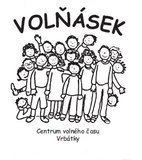 VOLŇÁSEK
Centrum volného času
Vrbátky